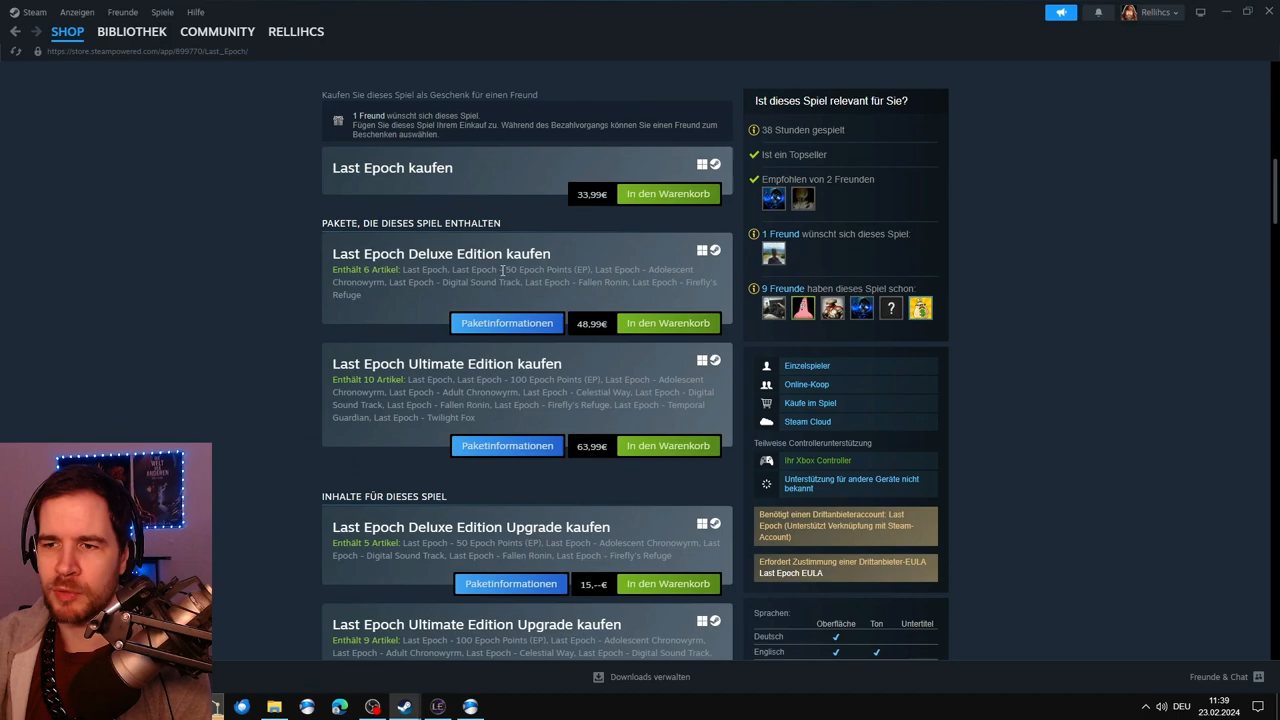 Steam Anzeigen Freunde Spiele Hilfe
Rellihcs
SHOP BIBLIOTHEK COMMUNITY RELLIHCS
https://store.steampowered.com/app/899770/Last_Epoch/
Kaufen Sie dieses Spiel als Geschenk für einen Freund
1 Freund wünscht sich dieses Spiel.
Fügen Sie dieses Spiel Ihrem Einkauf zu. Während des Bezahlvorgangs können Sie einen Freund zum
Beschenken auswählen.
Last Epoch kaufen
33,99€ In den Warenkorb
PAKETE, DIE DIESES SPIEL ENTHALTEN
Last Epoch Deluxe Edition kaufen
Enthält 6 Artikel: Last Epoch, Last Epoch - 50 Epoch Points (EP), Last Epoch – Adolescent
Chronowyrm, Last Epoch - Digital Sound Track, Last Epoch - Fallen Ronin, Last Epoch - Firefly's
Refuge
Paketinformationen 48,99€ In den Warenkorb
Last Epoch Ultimate Edition kaufen
Enthält 10 Artikel: Last Epoch, Last Epoch - 100 Epoch Points (EP), Last Epoch – Adolescent
Chronowyrm, Last Epoch - Adult Chronowyrm, Last Epoch - Celestial Way, Last Epoch - Digital
Sound Track, Last Epoch - Fallen Ronin, Last Epoch - Firefly's Refuge, Last Epoch - Temporal
Guardian, Last Epoch - Twilight Fox
Paketinformationen 63,99€ In den Warenkorb
INHALTE FÜR DIESES SPIEL
Last Epoch Deluxe Edition Upgrade kaufen
Enthält 5 Artikel: Last Epoch - 50 Epoch Points (EP), Last Epoch – Adolescent Chronowyrm, Last
Epoch - Digital Sound Track, Last Epoch - Fallen Ronin, Last Epoch - Firefly's Refuge
Paketinformationen 15,--€ In den Warenkorb
Last Epoch Ultimate Edition Upgrade kaufen
Enthält 9 Artikel: Last Epoch - 100 Epoch Points (EP), Last Epoch – Adolescent Chronowyrm,
Last Epoch - Adult Chronowyrm, Last Epoch - Celestial Way, Last Epoch - Digital Sound Track,
Ist dieses Spiel relevant für Sie?
38 Stunden gespielt
Ist ein Topseller
Empfohlen von 2 Freunden
1 Freund wünscht sich dieses Spiel:
9 Freunde haben dieses Spiel schon:
?
Einzelspieler
Online-Koop
Käufe im Spiel
Steam Cloud
Teilweise Controllerunterstützung
Ihr Xbox Controller
Unterstützung für andere Geräte nicht
bekannt
Benötigt einen Drittanbieteraccount: Last
Epoch (Unterstützt Verknüpfung mit Steam-
Account)
Erfordert Zustimmung einer Drittanbieter-EULA
Last Epoch EULA
Sprachen:
Oberfläche Ton Untertitel
Deutsch
Englisch
Downloads verwalten
Freunde & Chat
DEU
11:39
23.02.2024